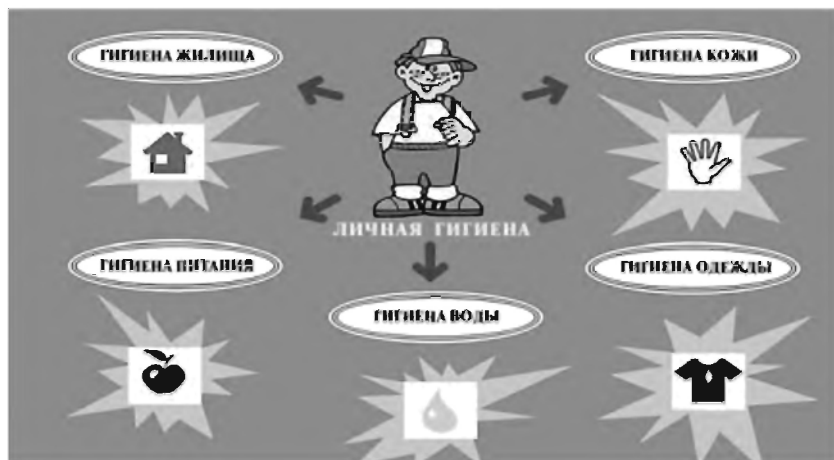 ГИГИЕНА ЖИЛИЩА
ГИГИЕНА КОЖИ
ЛИЧНАЯ ГИГИЕНА
ГИГИЕНА ПИТАНИЯ
ГИГИЕНА ОДЕЖДЫ
ГИГИЕНА ВОДЫ